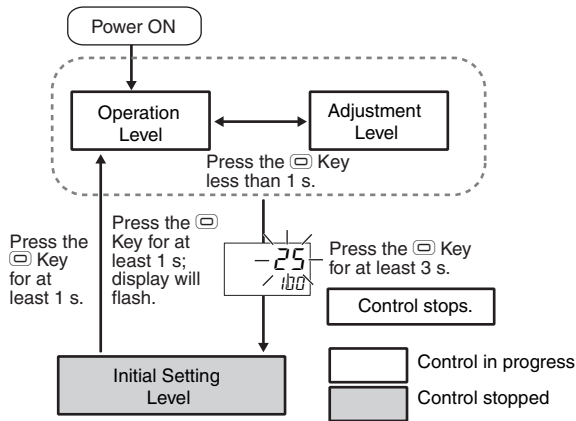 Power ON
Operation
Level
Adjustment
Level
Press the Key
less than 1 s.
Press the
Key
for at
least 1 s.
Press the
Key for at
least 1 s;
display will
flash.
25
100
Press the Key
for at least 3 s.
Control stops.
Initial Setting
Level
Control in progress
Control stopped